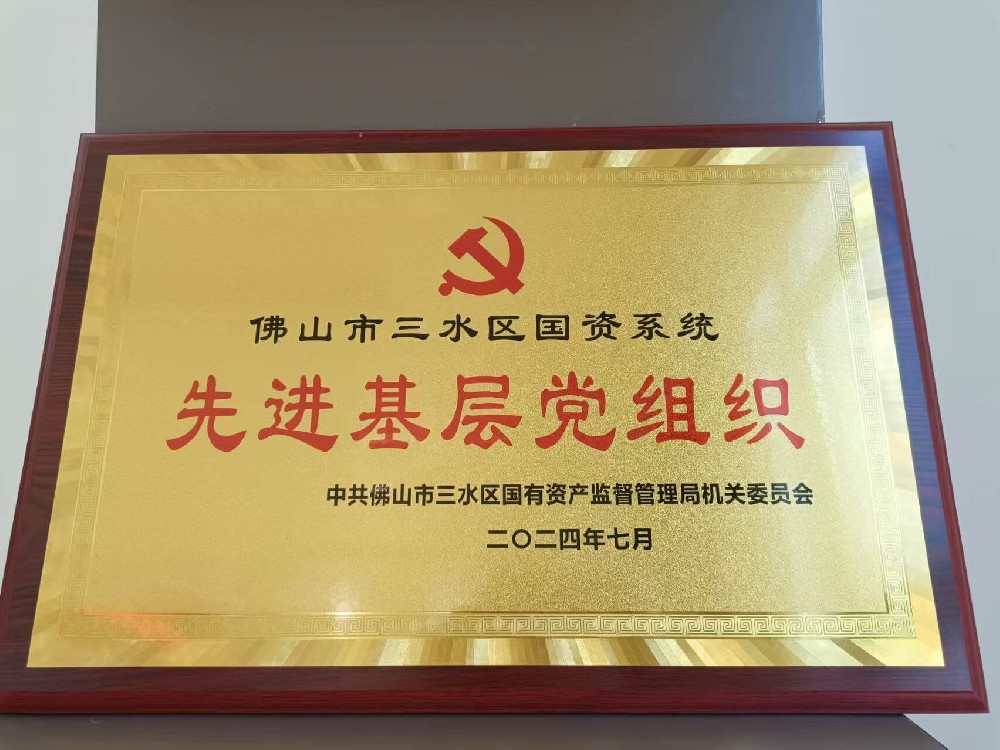 佛山市三水区国资系统
先进基层党组织
中共佛山市三水区国有资产监督管理局机关委员会
二〇二四年七月